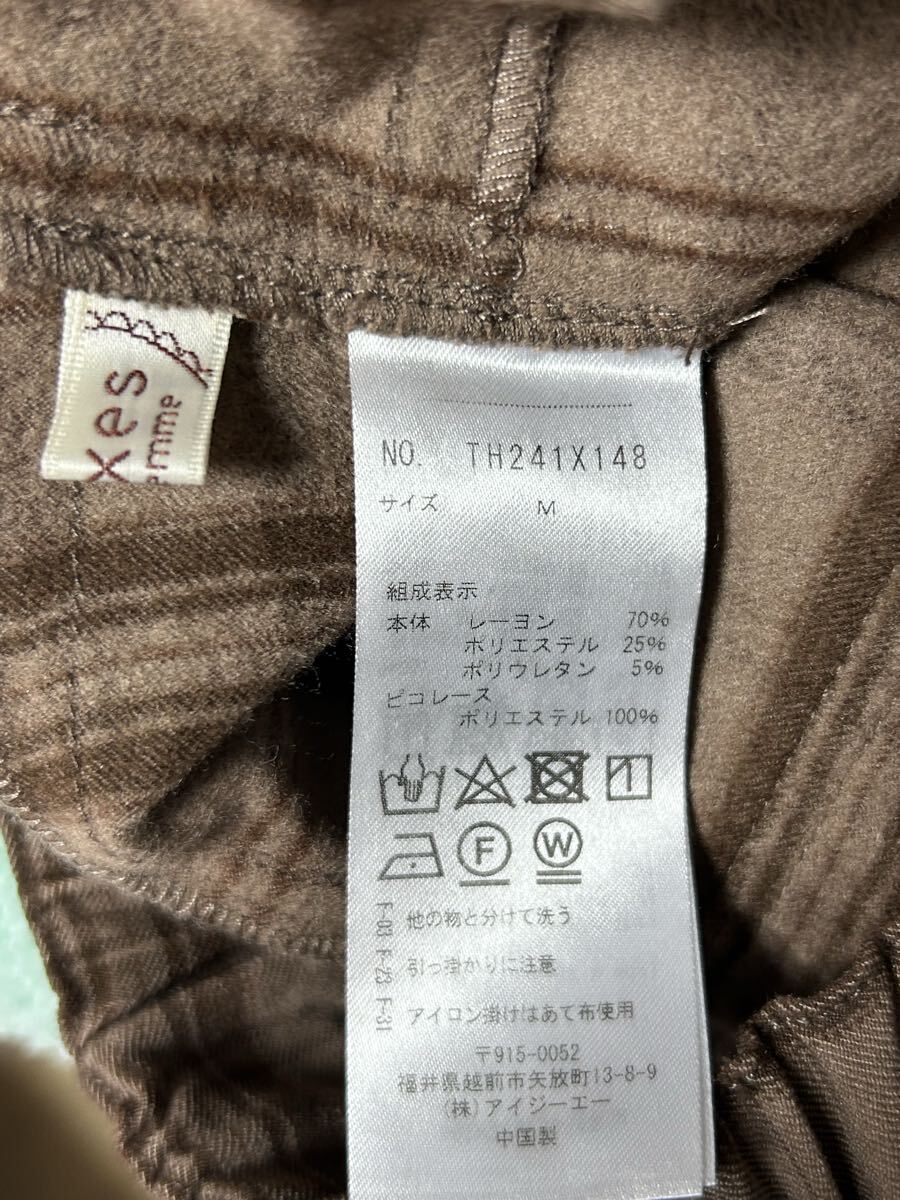 xes
emme
NO. TH241X148
サイズ M
組成表示
本体 レーヨン 70%
ポリエステル 25%
ポリウレタン 5%
ピコレース
ポリエステル 100%
F
W
F-03 F-23 F-31
他の物と分けて洗う
引っ掛かりに注意
アイロン掛けはあて布使用
〒915-0052
福井県越前市矢放町13-8-9
(株)アイジーエー
中国製